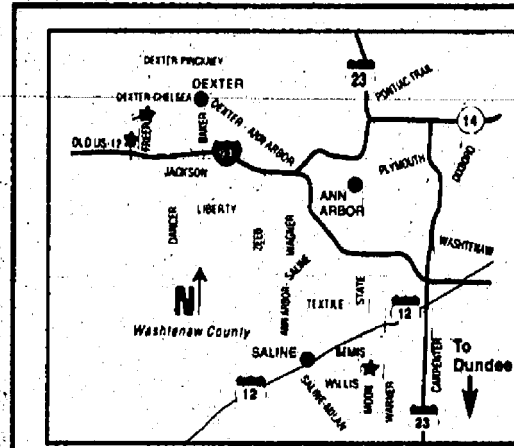 DEXTER-PINCKNEY
DEXTER
23
PONTIAC TRAIL
DEXTER-CHELSEA
14
FREER
BAKER
DEXTER - ANN ARBOR
OLD US-12
PLYMOUTH
DIXBORO
JACKSON
ANN
ARBOR
DANCER
LIBERTY
ZEEB
WAGNER
WASHTENAW
N
ANN ARBOR - SALINE
TEXTILE
STATE
12
Washtenaw County
SALINE
BEMIS
CARPENTER
To
Dundee
WILLIS
12
SALINE-MILAN
MOON
WARNER
23